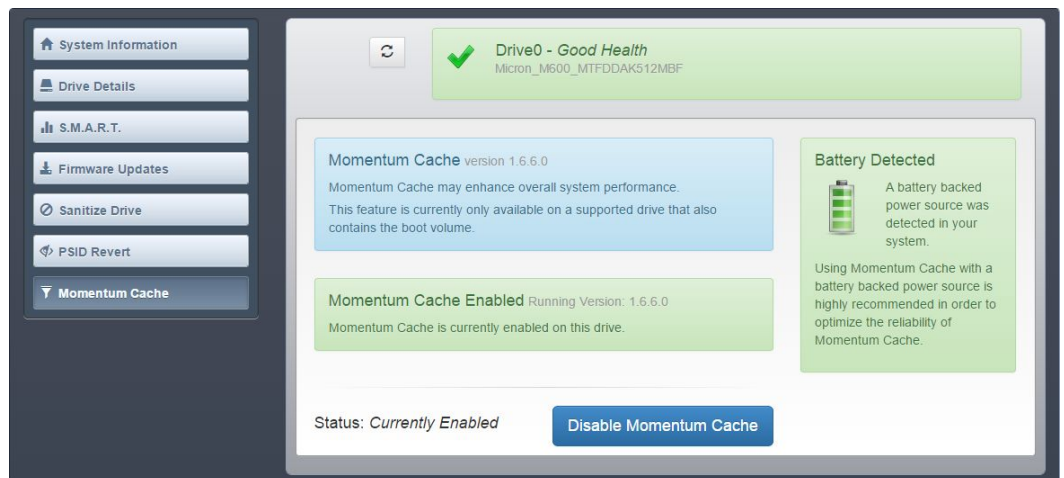 System Information
Drive Details
S.M.A.R.T.
Firmware Updates
Sanitize Drive
PSID Revert
Momentum Cache
Drive0 - Good Health
Micron_M600_MTFDDAK512MBF
Momentum Cache version 1.6.6.0
Momentum Cache may enhance overall system performance.
This feature is currently only available on a supported drive that also
contains the boot volume.
Momentum Cache Enabled Running Version: 1.6.6.0
Momentum Cache is currently enabled on this drive.
Status: Currently Enabled
Disable Momentum Cache
Battery Detected
A battery backed
power source was
detected in your
system.
Using Momentum Cache with a
battery backed power source is
highly recommended in order to
optimize the reliability of
Momentum Cache.